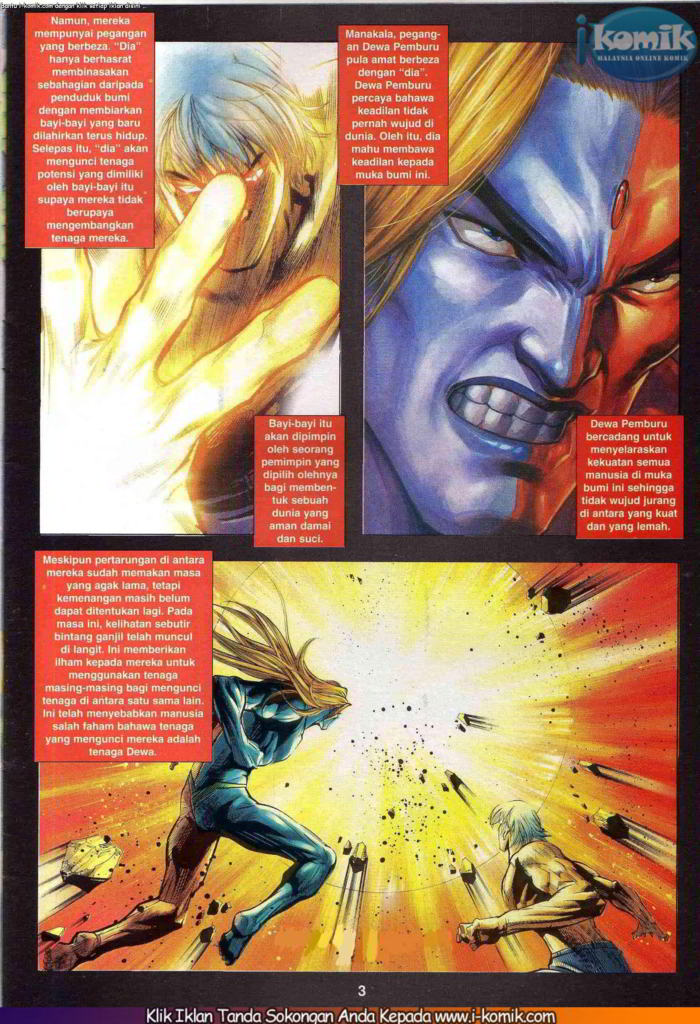 Bantu i-komik.com dengan klik setiap iklan disini ..
i komik
MALAYSIA ONLINE KOMIK
Namun, mereka
mempunyai pegangan
yang berbeza. “Dia”
hanya berhasrat
membinasakan
sebahagian daripada
penduduk bumi
dengan membiarkan
bayi-bayi yang baru
dilahirkan terus hidup.
Selepas itu, “dia” akan
mengunci tenaga
potensi yang dimiliki
oleh bayi-bayi itu
supaya mereka tidak
berupaya
mengembangkan
tenaga mereka.
Manakala, pegang-
an Dewa Pemburu
pula amat berbeza
dengan “dia”.
Dewa Pemburu
percaya bahawa
keadilan tidak
pernah wujud di
dunia. Oleh itu, dia
mahu membawa
keadilan kepada
muka bumi ini.
Bayi-bayi itu
akan dipimpin
oleh seorang
pemimpin yang
dipilih olehnya
bagi memben-
tuk sebuah
dunia yang
aman damai
dan suci.
Dewa Pemburu
bercadang untuk
menyelaraskan
kekuatan semua
manusia di muka
bumi ini sehingga
tidak wujud jurang
di antara yang kuat
dan yang lemah.
Meskipun pertarungan di antara
mereka sudah memakan masa
yang agak lama, tetapi
kemenangan masih belum
dapat ditentukan lagi. Pada
masa ini, kelihatan sebutir
bintang ganjil telah muncul
di langit. Ini memberikan
ilham kepada mereka untuk
menggunakan tenaga
masing-masing bagi mengunci
tenaga di antara satu sama lain.
Ini telah menyebabkan manusia
salah faham bahawa tenaga
yang mengunci mereka adalah
tenaga Dewa.
3
Klik Iklan Tanda Sokongan Anda Kepada www.i-komik.com